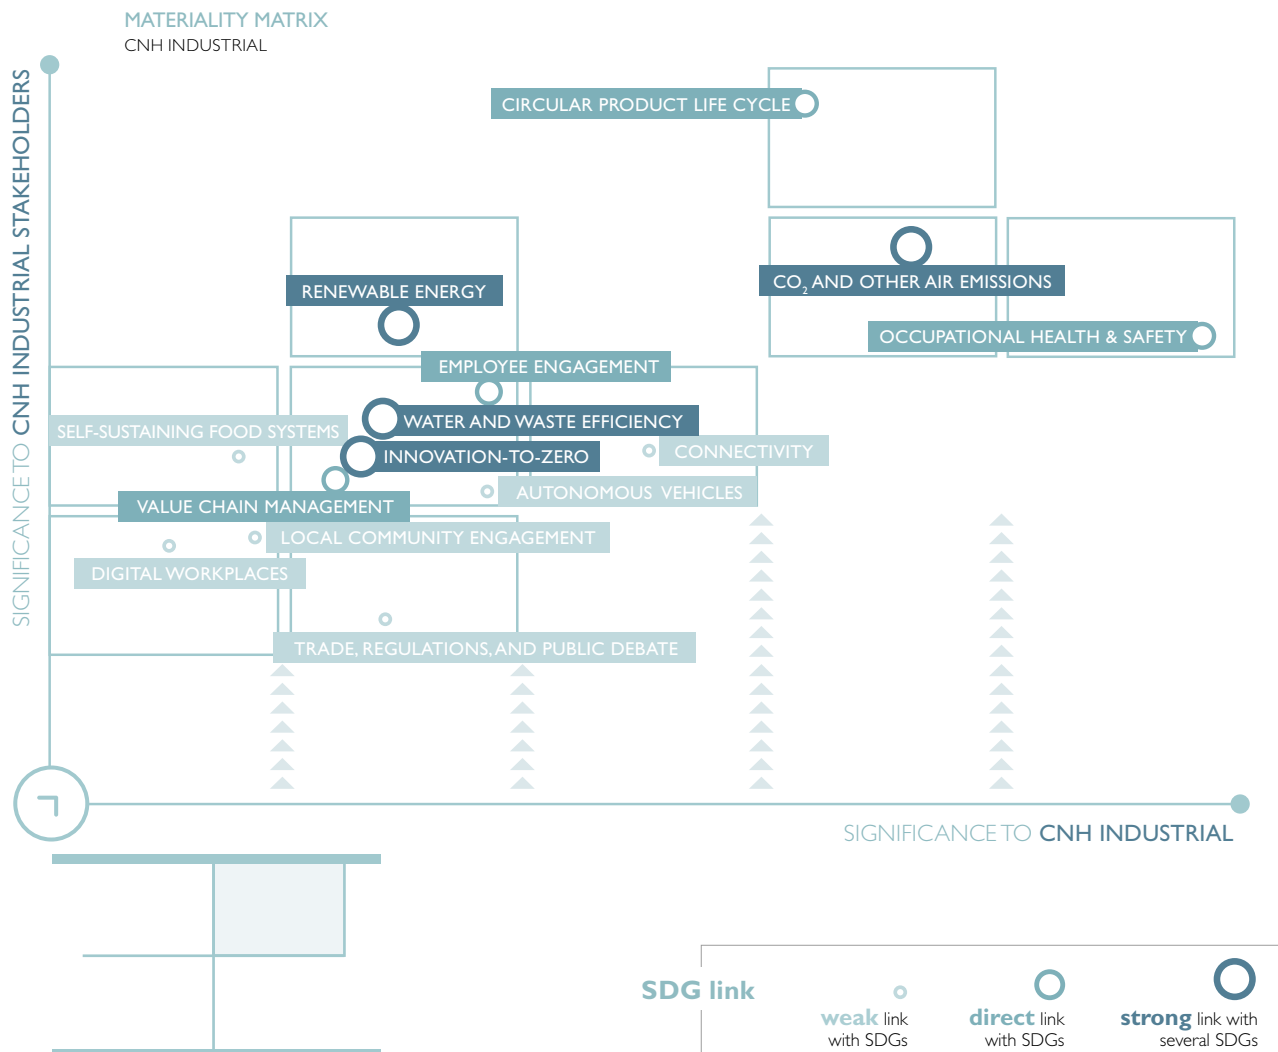 MATERIALITY MATRIX
CNH INDUSTRIAL
SIGNIFICANCE TO CNH INDUSTRIAL STAKEHOLDERS
CIRCULAR PRODUCT LIFE CYCLE
RENEWABLE ENERGY
CO2 AND OTHER AIR EMISSIONS
OCCUPATIONAL HEALTH & SAFETY
EMPLOYEE ENGAGEMENT
WATER AND WASTE EFFICIENCY
SELF-SUSTAINING FOOD SYSTEMS
INNOVATION-TO-ZERO
CONNECTIVITY
AUTONOMOUS VEHICLES
VALUE CHAIN MANAGEMENT
LOCAL COMMUNITY ENGAGEMENT
DIGITAL WORKPLACES
TRADE, REGULATIONS, AND PUBLIC DEBATE
SIGNIFICANCE TO CNH INDUSTRIAL
SDG link
weak link
with SDGs
direct link
with SDGs
strong link with
several SDGs